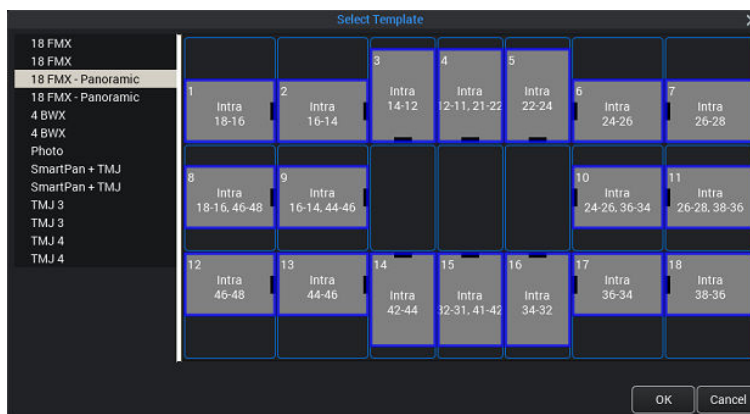 Select Template
18 FMX
18 FMX
18 FMX - Panoramic
18 FMX - Panoramic
4 BWX
4 BWX
Photo
SmartPan + TMJ
SmartPan + TMJ
TMJ 3
TMJ 3
TMJ 4
TMJ 4
1
Intra
18-16
2
Intra
16-14
3
Intra
14-12
4
Intra
12-11, 21-22
5
Intra
22-24
6
Intra
24-26
7
Intra
26-28
8
Intra
18-16, 46-48
9
Intra
16-14, 44-46
10
Intra
24-26, 36-34
11
Intra
26-28, 38-36
12
Intra
46-48
13
Intra
44-46
14
Intra
42-44
15
Intra
32-31, 41-42
16
Intra
34-32
17
Intra
36-34
18
Intra
38-36
OK
Cancel